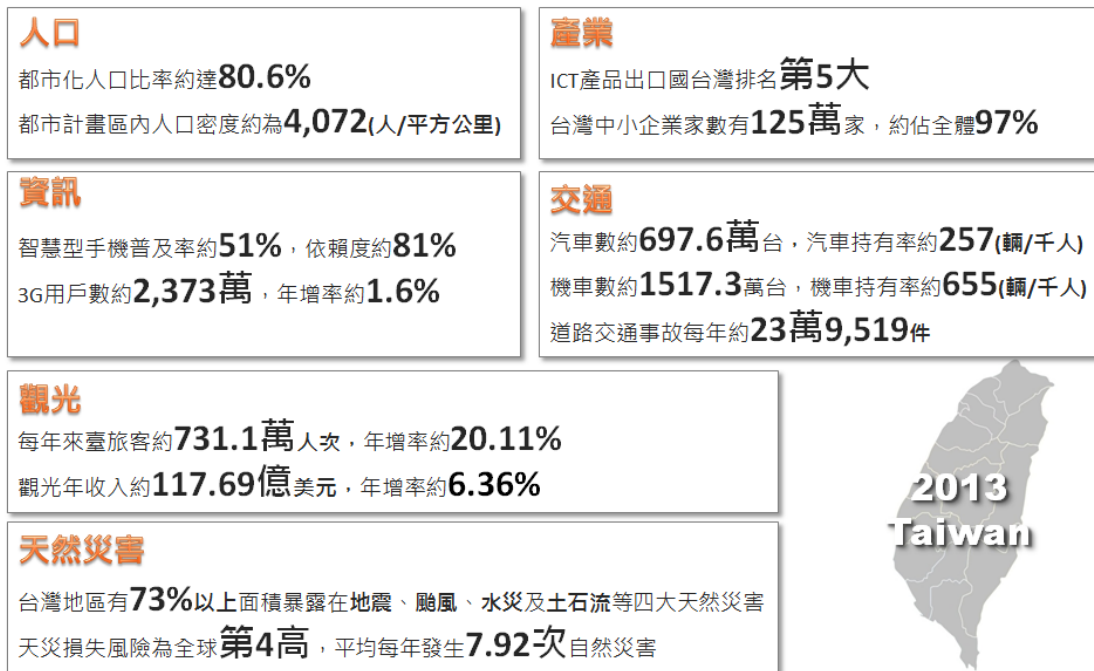 人口
都市化人口比率約達80.6%
都市計畫區內人口密度約為4,072(人/平方公里)
產業
ICT產品出口國台灣排名第5大
台灣中小企業家數有125萬家，約佔全體97%
資訊
智慧型手機普及率約51%，依賴度約81%
3G用戶數約2,373萬，年增率約1.6%
交通
汽車數約697.6萬台，汽車持有率約257(輛/千人)
機車數約1517.3萬台，機車持有率約655(輛/千人)
道路交通事故每年約23萬9,519件
觀光
每年來臺旅客約731.1萬人次，年增率約20.11%
觀光年收入約117.69億美元，年增率約6.36%
天然災害
台灣地區有73%以上面積暴露在地震、颱風、水災及土石流等四大天然災害
天災損失風險為全球第4高，平均每年發生7.92次自然災害
2013
Taiwan